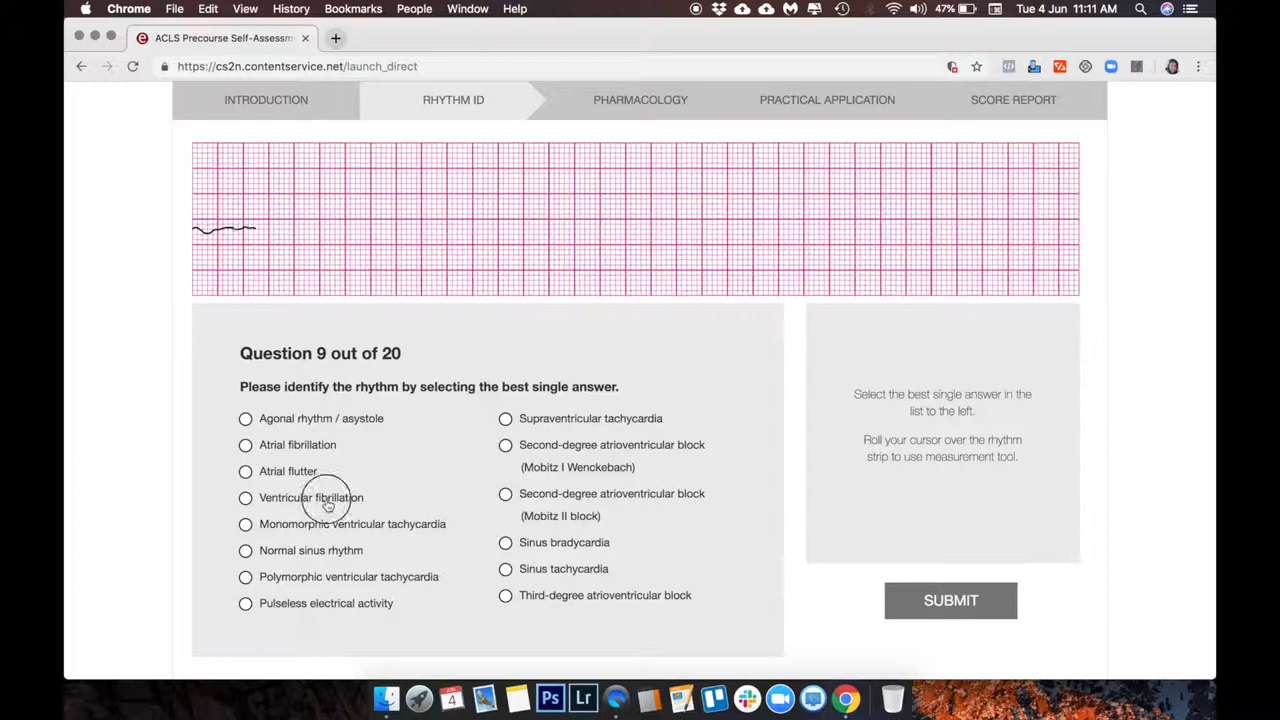 Chrome File Edit View History Bookmarks People Window Help 47% Tue 4 Jun 11:11 AM
ACLS Precourse Self-Assessm
https://cs2n.contentservice.net/launch_direct
INTRODUCTION RHYTHM ID PHARMACOLOGY PRACTICAL APPLICATION SCORE REPORT
Question 9 out of 20
Please identify the rhythm by selecting the best single answer.
Agonal rhythm / asystole
Atrial fibrillation
Atrial flutter
Ventricular fibrillation
Monomorphic ventricular tachycardia
Normal sinus rhythm
Polymorphic ventricular tachycardia
Pulseless electrical activity
Supraventricular tachycardia
Second-degree atrioventricular block
(Mobitz I Wenckebach)
Second-degree atrioventricular block
(Mobitz II block)
Sinus bradycardia
Sinus tachycardia
Third-degree atrioventricular block
Select the best single answer in the
list to the left.
Roll your cursor over the rhythm
strip to use measurement tool.
SUBMIT
4 Ps Lr